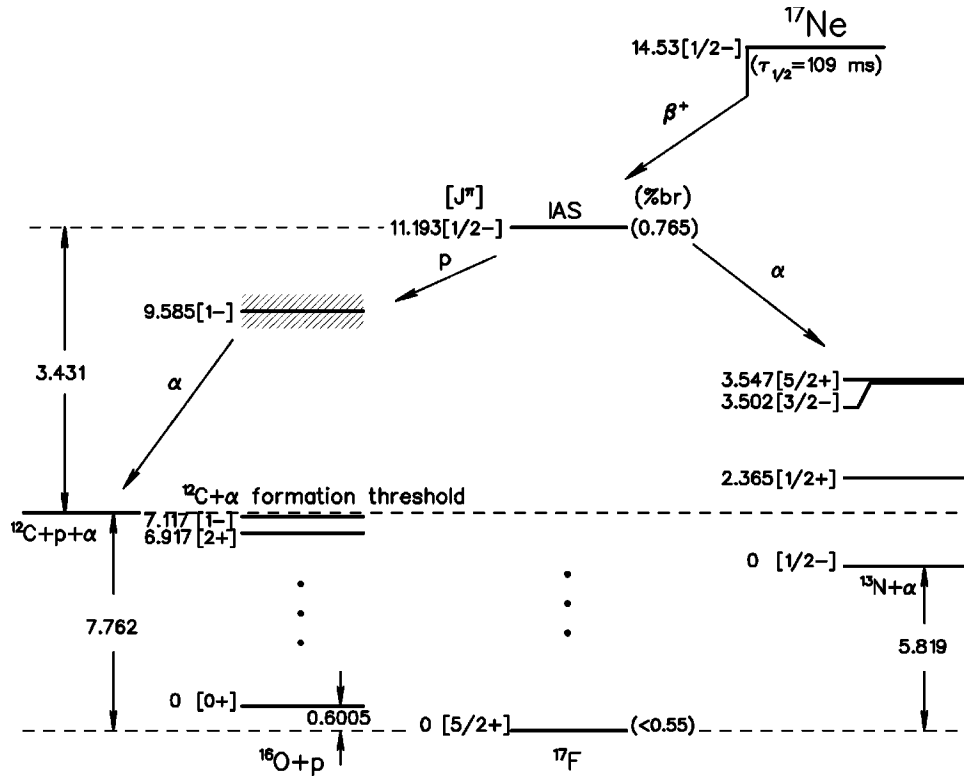 ¹⁷Ne
14.53[1/2−]
(τ₁/₂=109 ms)
β⁺
[Jᵖⁱ] IAS (%br)
11.193[1/2−] (0.765)
p
α
9.585[1−]
3.431
α
3.547[5/2+]
3.502[3/2−]
2.365[1/2+]
¹²C+α formation threshold
7.117[1−]
¹²C+p+α
6.917[2+]
0 [1/2−]
¹³N+α
7.762
5.819
0 [0+]
0.6005
0 [5/2+] (<0.55)
¹⁶O+p
¹⁷F